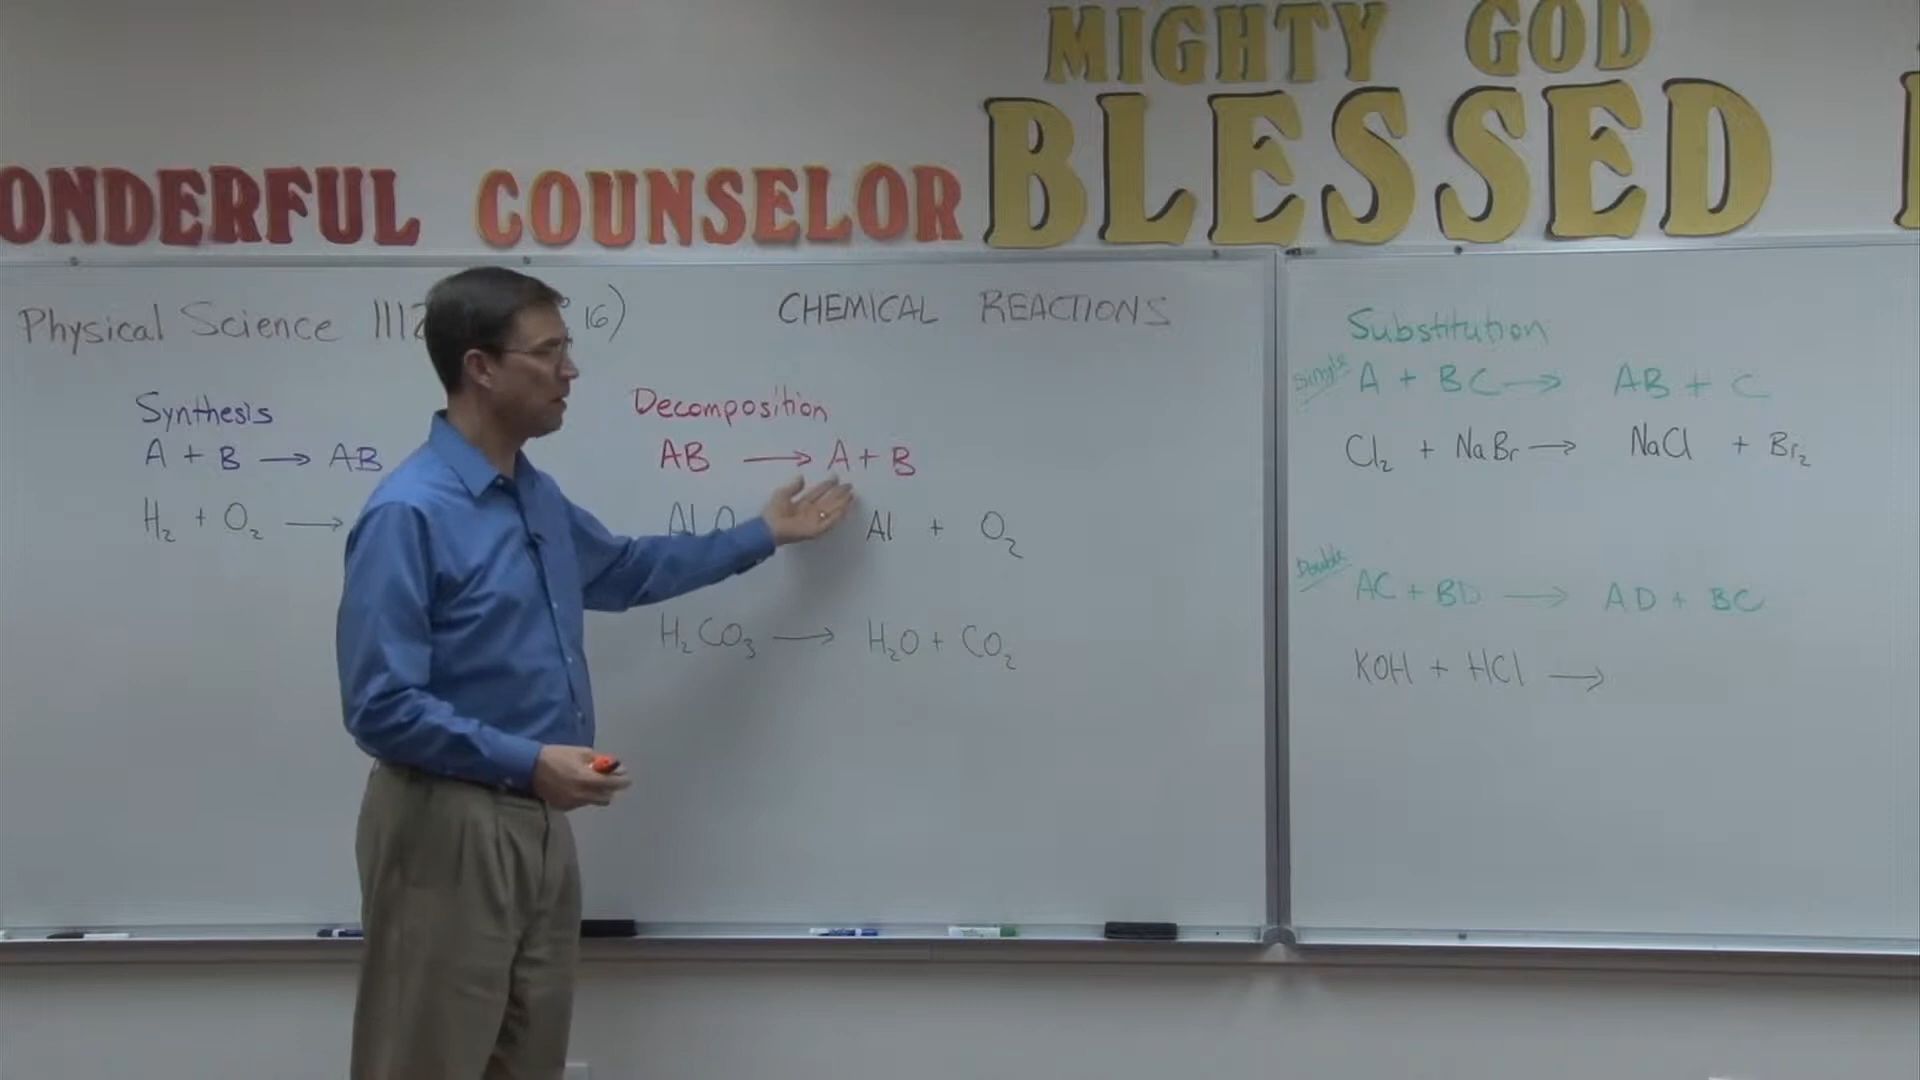 MIGHTY GOD
ONDERFUL COUNSELOR BLESSED
Physical Science 1112 16)
CHEMICAL REACTIONS
Synthesis
A + B → AB
H₂ + O₂ →
Decomposition
AB → A + B
Al O Al + O₂
H₂CO₃ → H₂O + CO₂
Substitution
Single A + BC → AB + C
Cl₂ + NaBr → NaCl + Br₂
Double AC + BD → AD + BC
KOH + HCl →